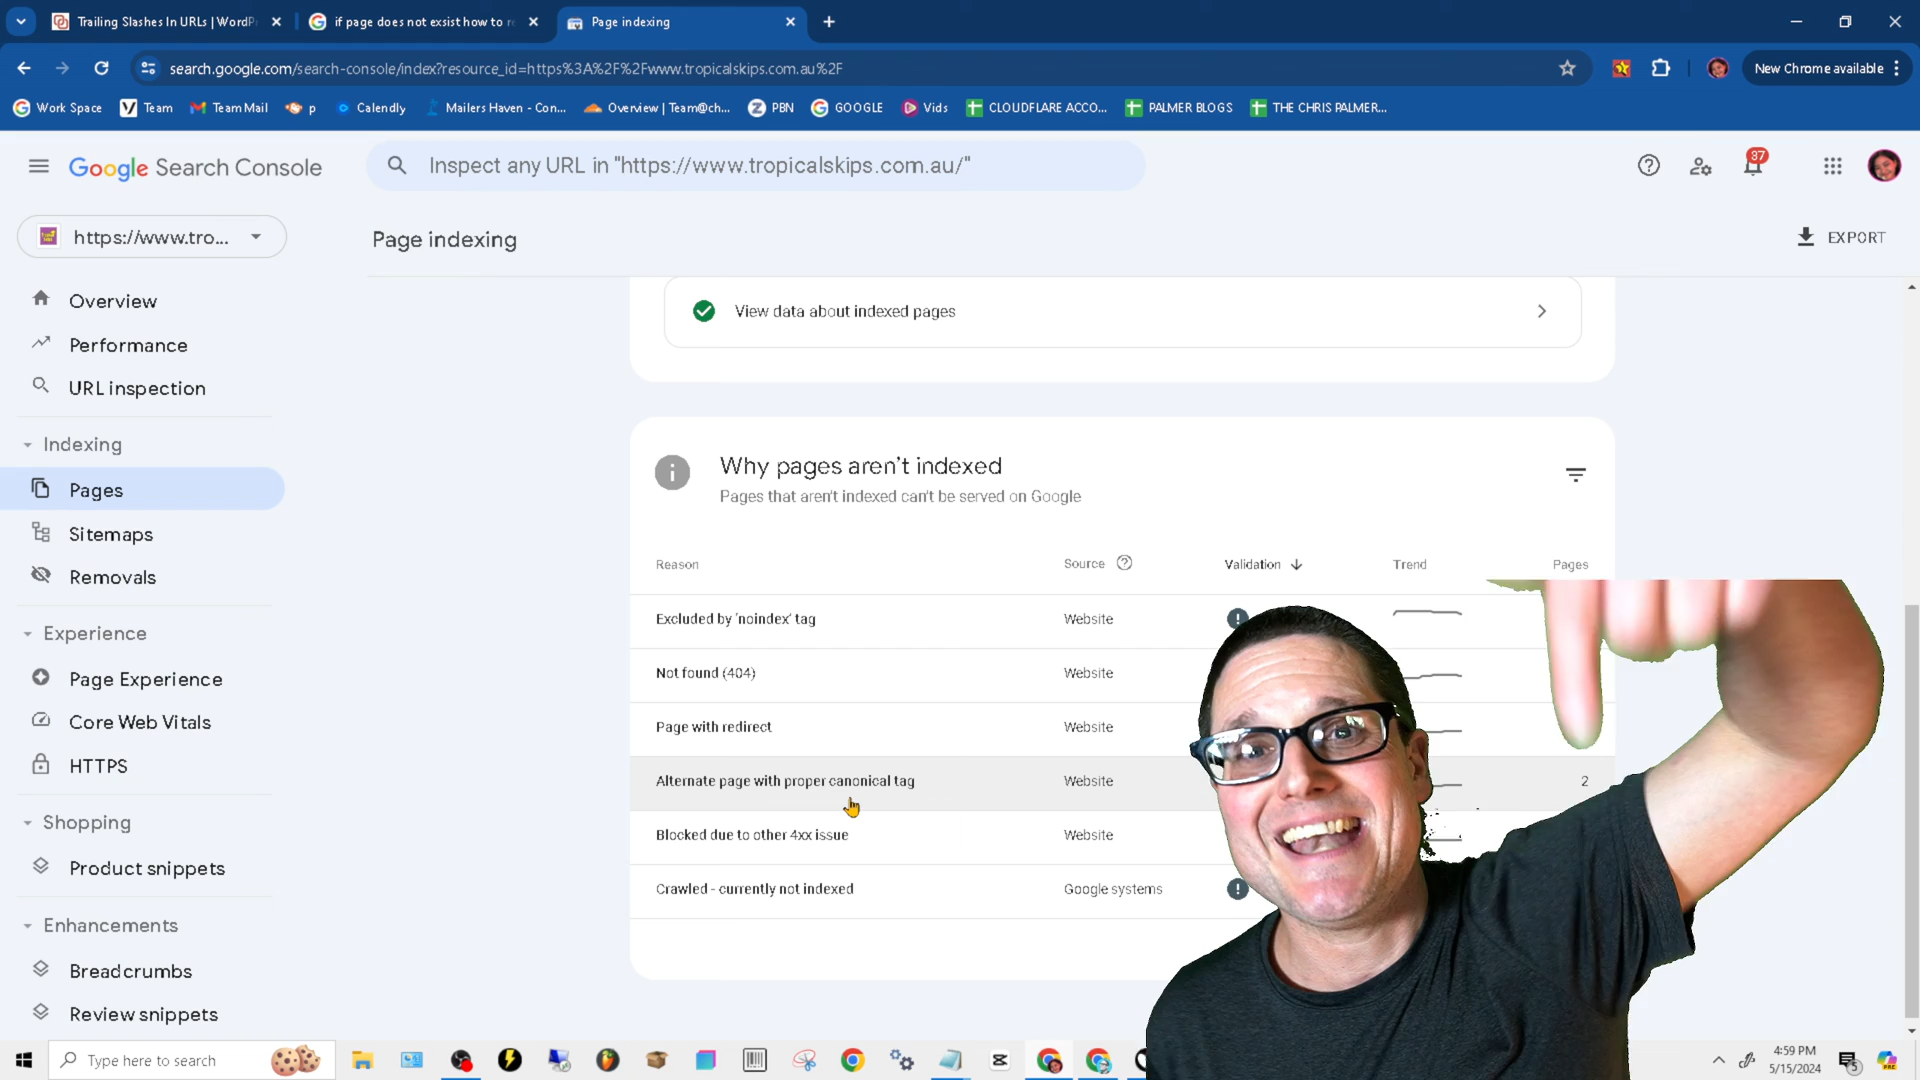 Trailing Slashes In URLs | WordP
if page does not exsist how to r
Page indexing
search.google.com/search-console/index?resource_id=https%3A%2F%2Fwww.tropicalskips.com.au%2F
New Chrome available
Work Space
Team
Team Mail
p
Calendly
Mailers Haven - Con...
Overview | Team@ch...
PBN
GOOGLE
Vids
CLOUDFLARE ACCO...
PALMER BLOGS
THE CHRIS PALMER...
Google Search Console
Inspect any URL in "https://www.tropicalskips.com.au/"
37
https://www.tro...
Page indexing
EXPORT
Overview
Performance
URL inspection
Indexing
Pages
Sitemaps
Removals
Experience
Page Experience
Core Web Vitals
HTTPS
Shopping
Product snippets
Enhancements
Breadcrumbs
Review snippets
View data about indexed pages
Why pages aren't indexed
Pages that aren't indexed can't be served on Google
Reason Source Validation Trend Pages
Excluded by 'noindex' tag Website
Not found (404) Website
Page with redirect Website
Alternate page with proper canonical tag Website 2
Blocked due to other 4xx issue Website
Crawled - currently not indexed Google systems
Type here to search
4:59 PM
5/15/2024
5